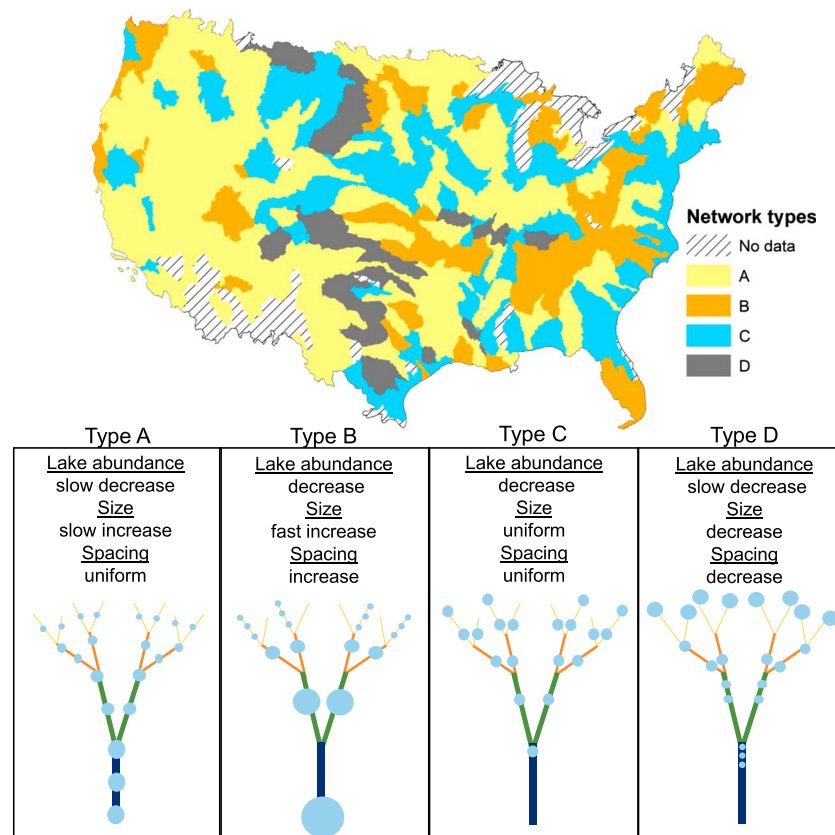 Network types
No data
A
B
C
D
Type A
Lake abundance
slow decrease
Size
slow increase
Spacing
uniform
Type B
Lake abundance
decrease
Size
fast increase
Spacing
increase
Type C
Lake abundance
decrease
Size
uniform
Spacing
uniform
Type D
Lake abundance
slow decrease
Size
decrease
Spacing
decrease